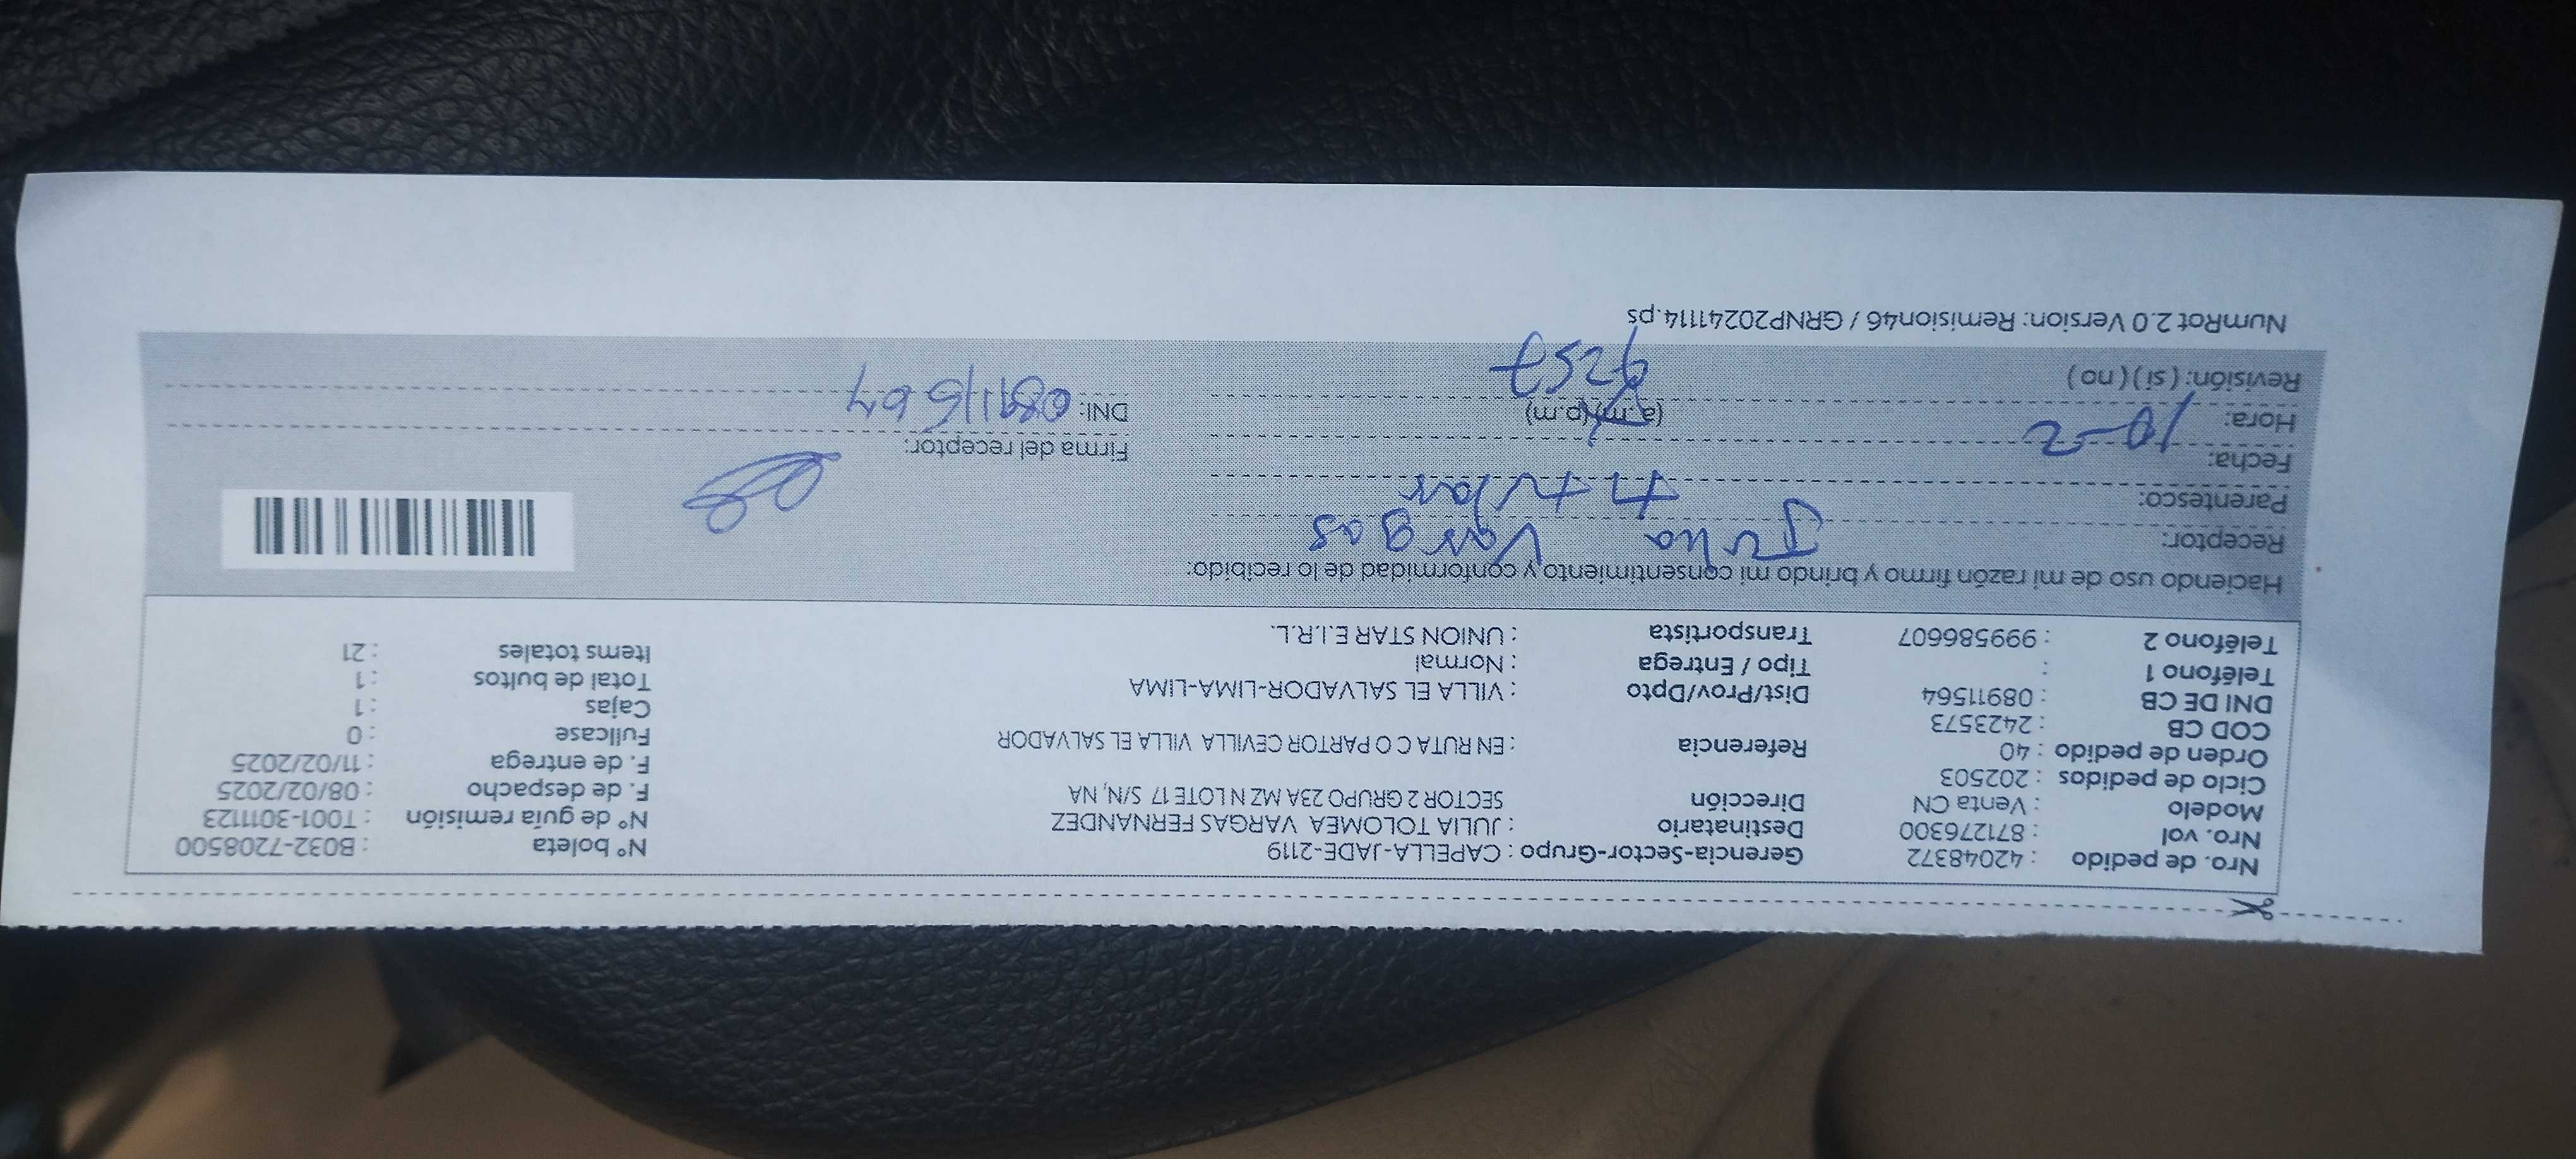 Nro. de pedido : 42048372
Nro. vol : 871276300
Modelo : Venta CN
Ciclo de pedidos : 202503
Orden de pedido : 40
COD CB : 2423573
DNI DE CB : 08911564
Teléfono 1 :
Teléfono 2 : 999586607
Gerencia-Sector-Grupo : CAPELLA-JADE-2119
Destinatario : JULIA TOLOMEA VARGAS FERNANDEZ
Dirección SECTOR 2 GRUPO 23A MZ N LOTE 17 S/N, NA
Referencia : EN RUTA C O PARTOR CEVILLA VILLA EL SALVADOR
Dist/Prov/Dpto : VILLA EL SALVADOR-LIMA-LIMA
Tipo / Entrega : Normal
Transportista : UNION STAR E.I.R.L.
N° boleta : B032-7208500
N° de guía remisión : T001-3011123
F. de despacho : 08/02/2025
F. de entrega : 11/02/2025
Fullcase : 0
Cajas : 1
Total de bultos : 1
Items totales : 21
Haciendo uso de mi razón firmo y brindo mi consentimiento y conformidad de lo recibido:
Receptor: Julia Vargas
Parentesco: titular
Fecha: 10-2
Hora: (a.m)(p.m)
Revisión: (sí) (no) 9257
Firma del receptor:
DNI:
NumRot 2.0 Version: Remision46 / GRNP20241114.ps